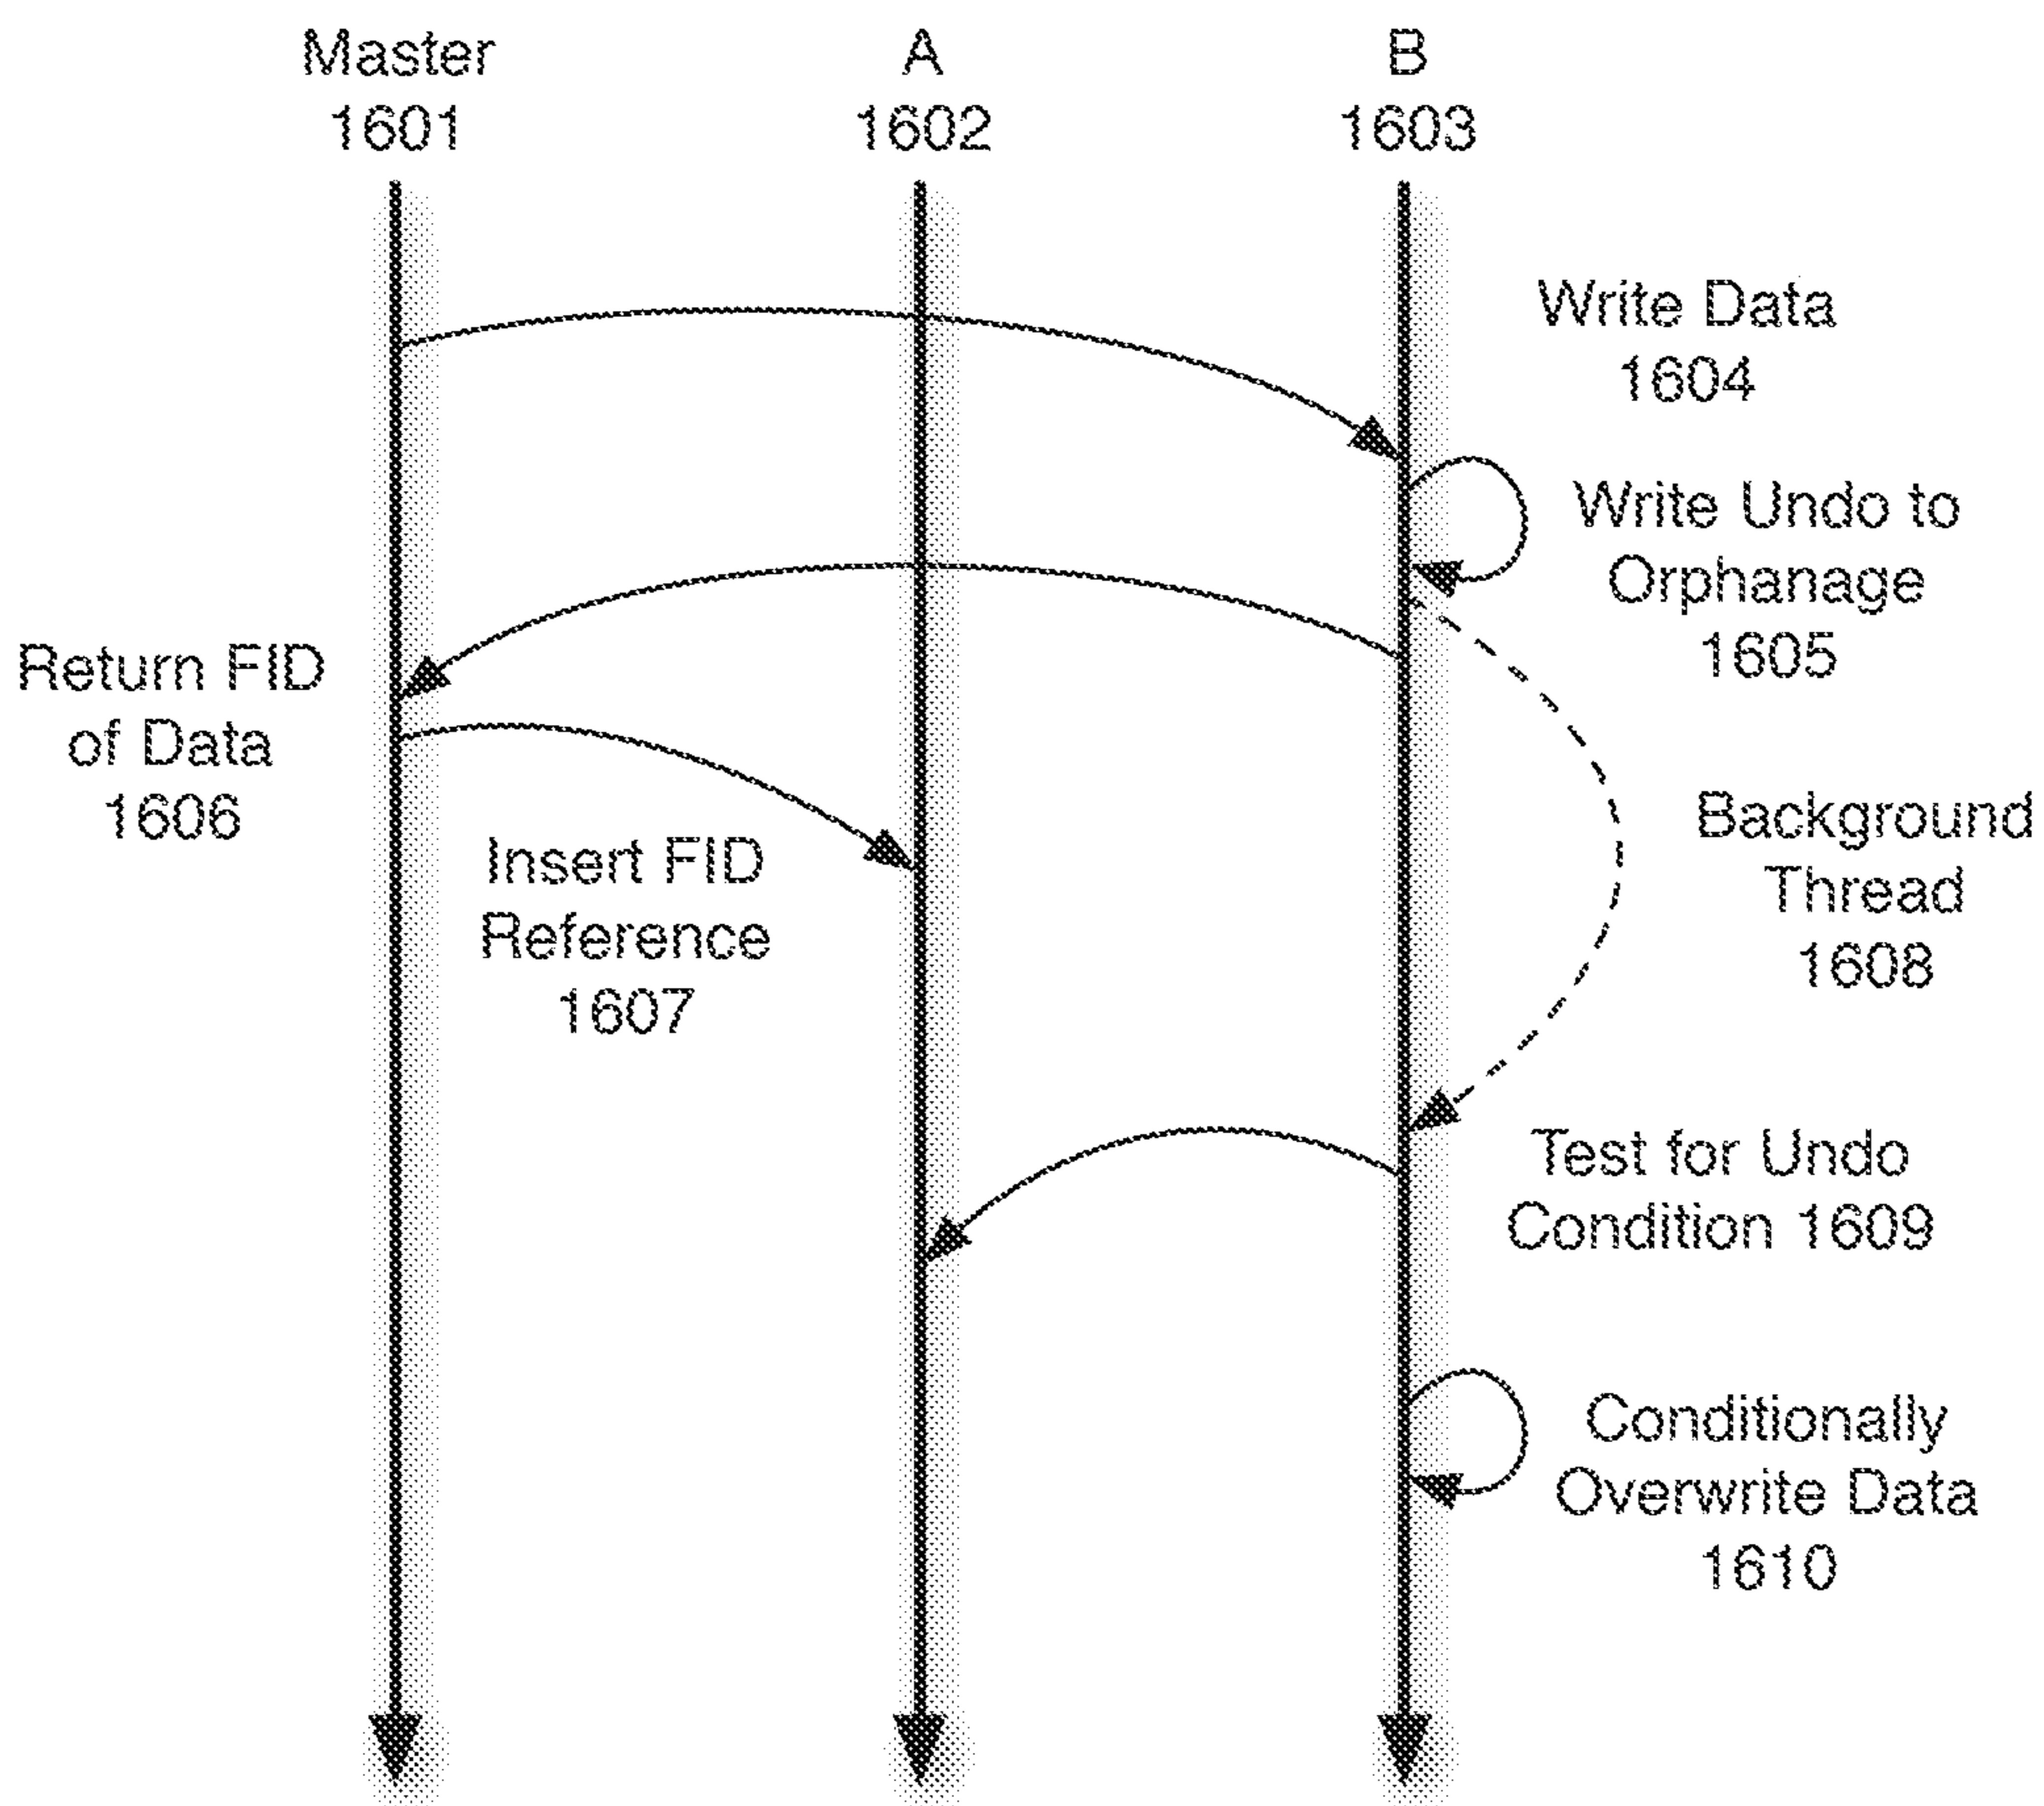 Master
1601
A
1602
B
1603
Write Data
1604
Write Undo to
Orphanage
1605
Return FID
of Data
1606
Insert FID
Reference
1607
Background
Thread
1608
Test for Undo
Condition 1609
Conditionally
Overwrite Data
1610